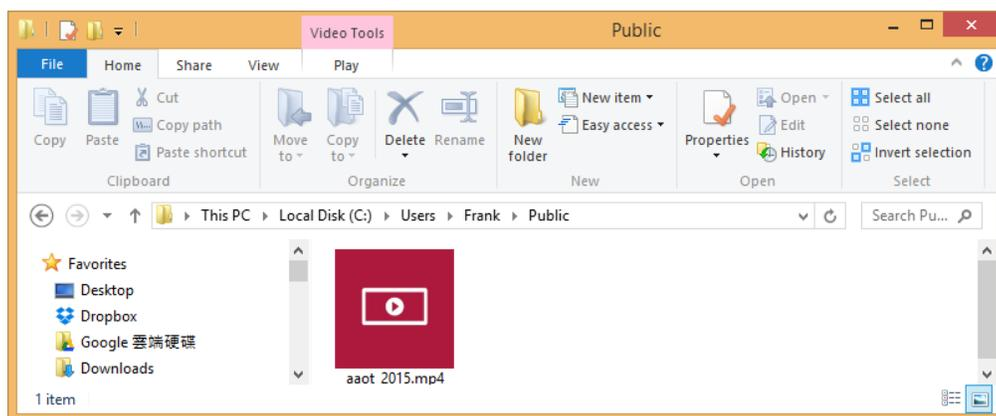 Video Tools
Public
File Home Share View Play
Copy
Paste
Cut
Copy path
Paste shortcut
Clipboard
Move to
Copy to
Delete
Rename
Organize
New folder
New item
Easy access
New
Properties
Open
Edit
History
Open
Select all
Select none
Invert selection
Select
This PC Local Disk (C:) Users Frank Public
Search Pu...
Favorites
Desktop
Dropbox
Google 雲端硬碟
Downloads
aaot_2015.mp4
1 item